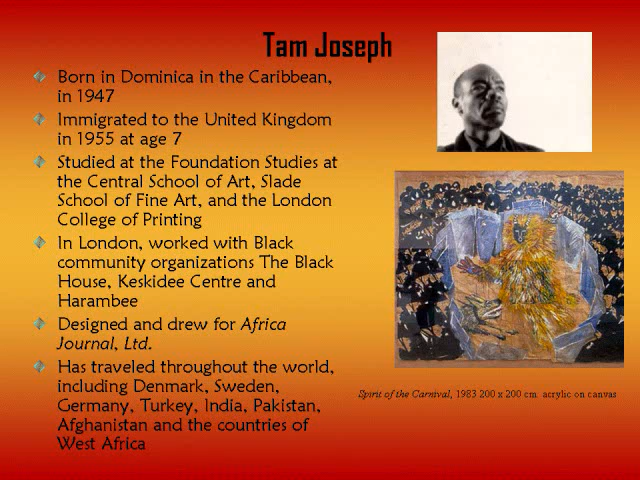 Tam Joseph
Born in Dominica in the Caribbean,
in 1947
Immigrated to the United Kingdom
in 1955 at age 7
Studied at the Foundation Studies at
the Central School of Art, Slade
School of Fine Art, and the London
College of Printing
In London, worked with Black
community organizations The Black
House, Keskidee Centre and
Harambee
Designed and drew for Africa
Journal, Ltd.
Has traveled throughout the world,
including Denmark, Sweden,
Germany, Turkey, India, Pakistan,
Afghanistan and the countries of
West Africa
Spirit of the Carnival, 1983 200 x 200 cm. acrylic on canvas